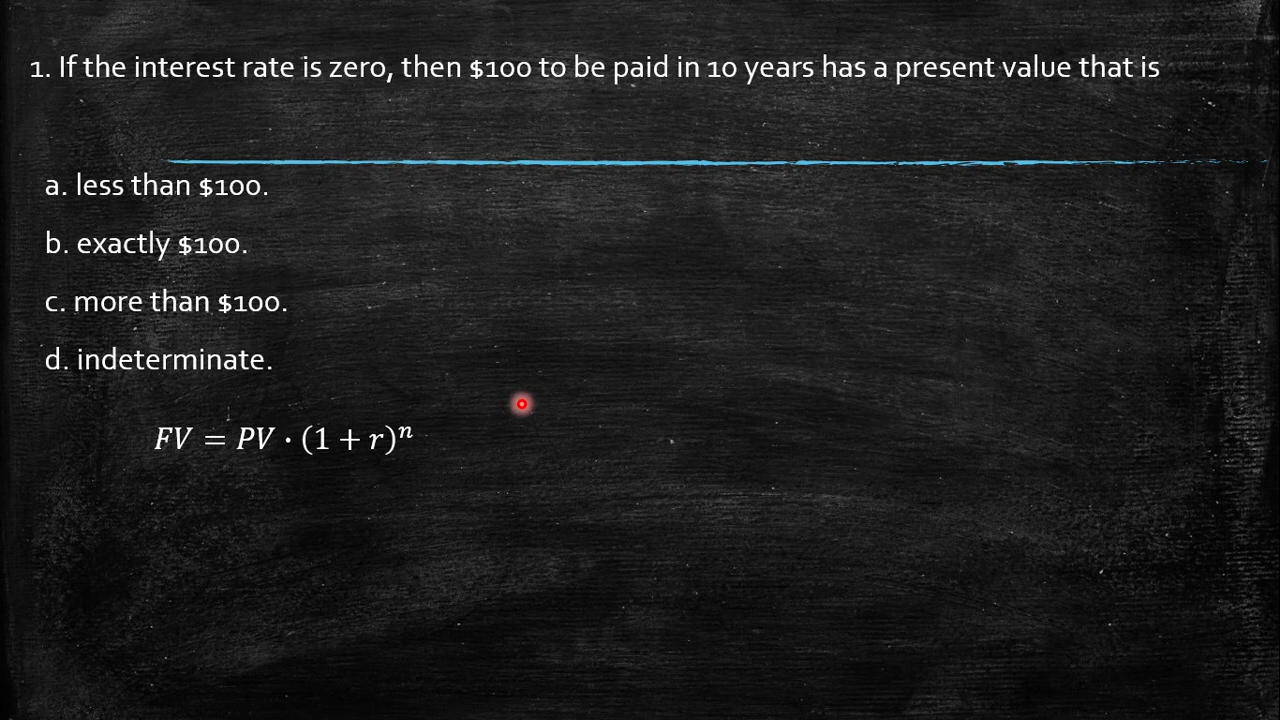 1. If the interest rate is zero, then $100 to be paid in 10 years has a present value that is
a. less than $100.
b. exactly $100.
c. more than $100.
d. indeterminate.
FV = PV · (1 + r)ⁿ